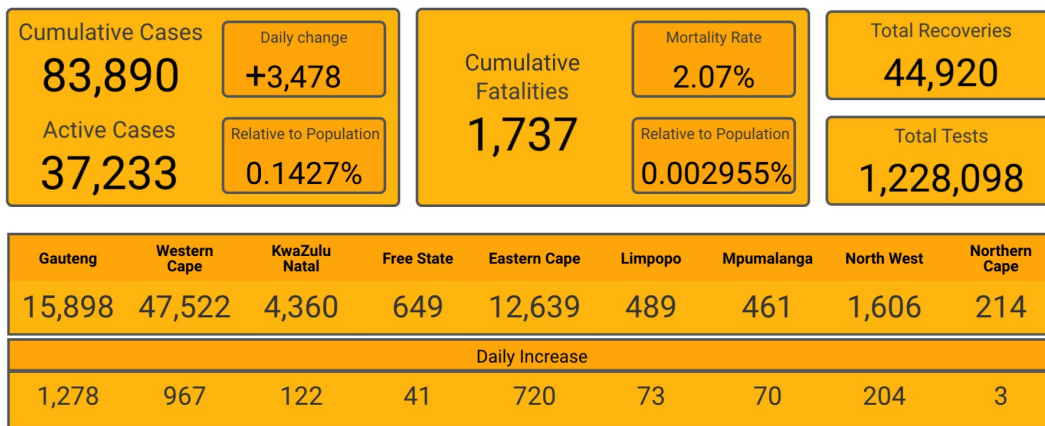 Cumulative Cases
83,890
Daily change
+3,478
Active Cases
37,233
Relative to Population
0.1427%
Cumulative
Fatalities
1,737
Mortality Rate
2.07%
Relative to Population
0.002955%
Total Recoveries
44,920
Total Tests
1,228,098
Gauteng Western Cape KwaZulu Natal Free State Eastern Cape Limpopo Mpumalanga North West Northern Cape
15,898 47,522 4,360 649 12,639 489 461 1,606 214
Daily Increase
1,278 967 122 41 720 73 70 204 3